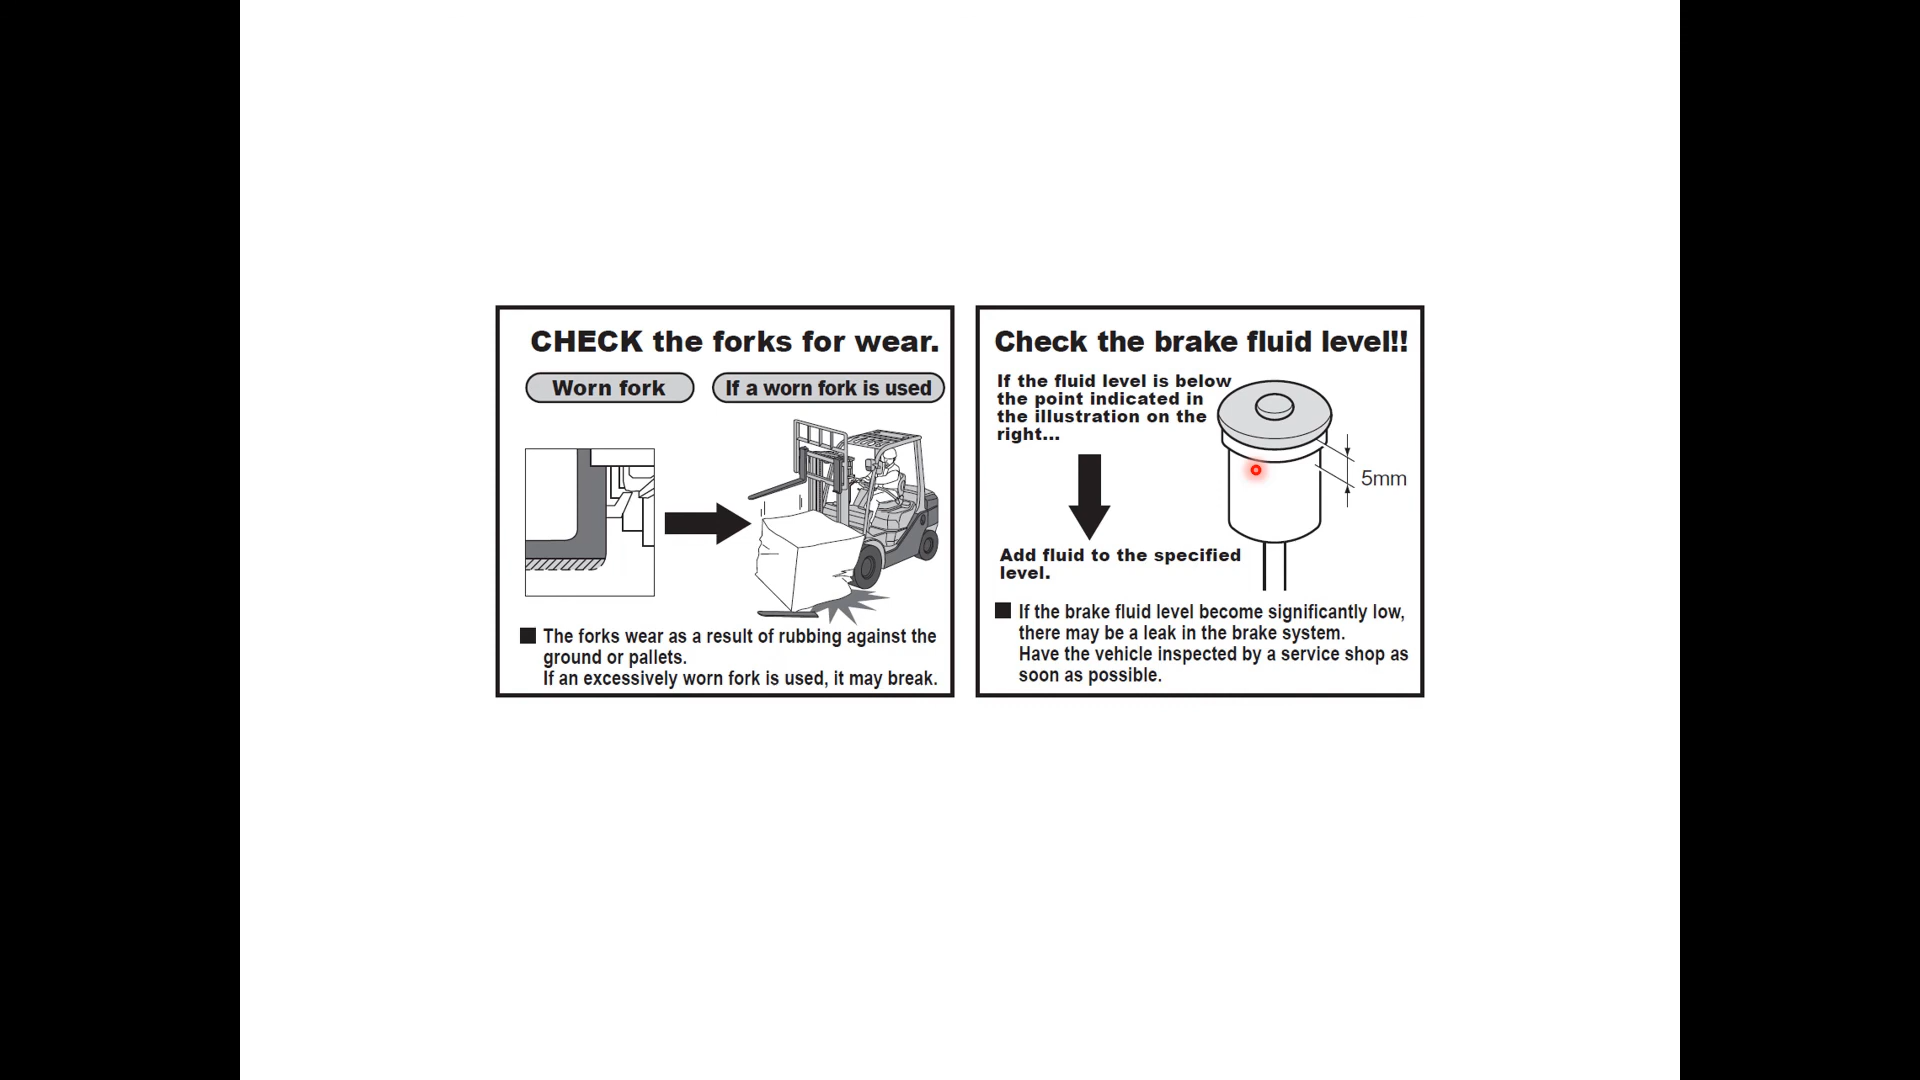 CHECK the forks for wear.
Worn fork
If a worn fork is used
The forks wear as a result of rubbing against the
ground or pallets.
If an excessively worn fork is used, it may break.
Check the brake fluid level!!
If the fluid level is below
the point indicated in
the illustration on the
right...
5mm
Add fluid to the specified
level.
If the brake fluid level become significantly low,
there may be a leak in the brake system.
Have the vehicle inspected by a service shop as
soon as possible.